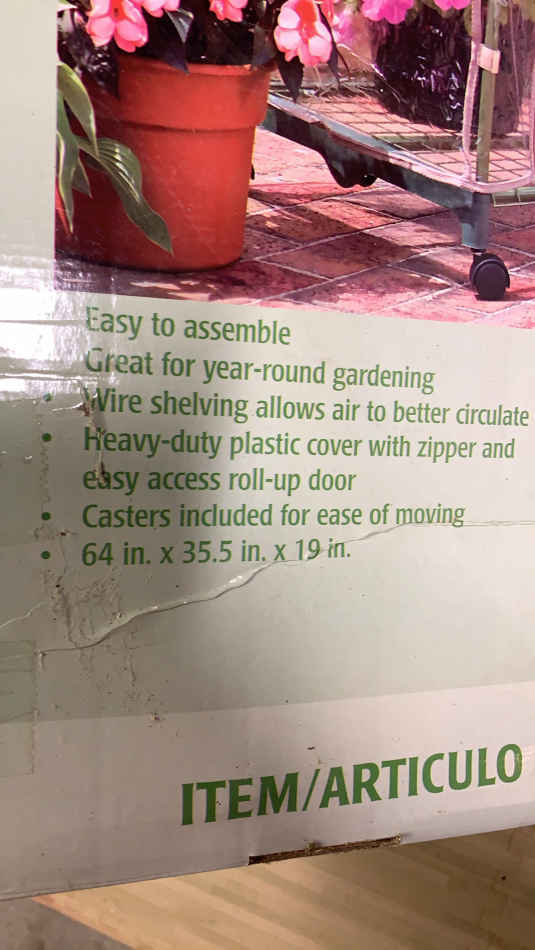 Easy to assemble
Great for year-round gardening
• Wire shelving allows air to better circulate
• Heavy-duty plastic cover with zipper and
easy access roll-up door
• Casters included for ease of moving
• 64 in. x 35.5 in. x 19 in.
ITEM/ARTICULO